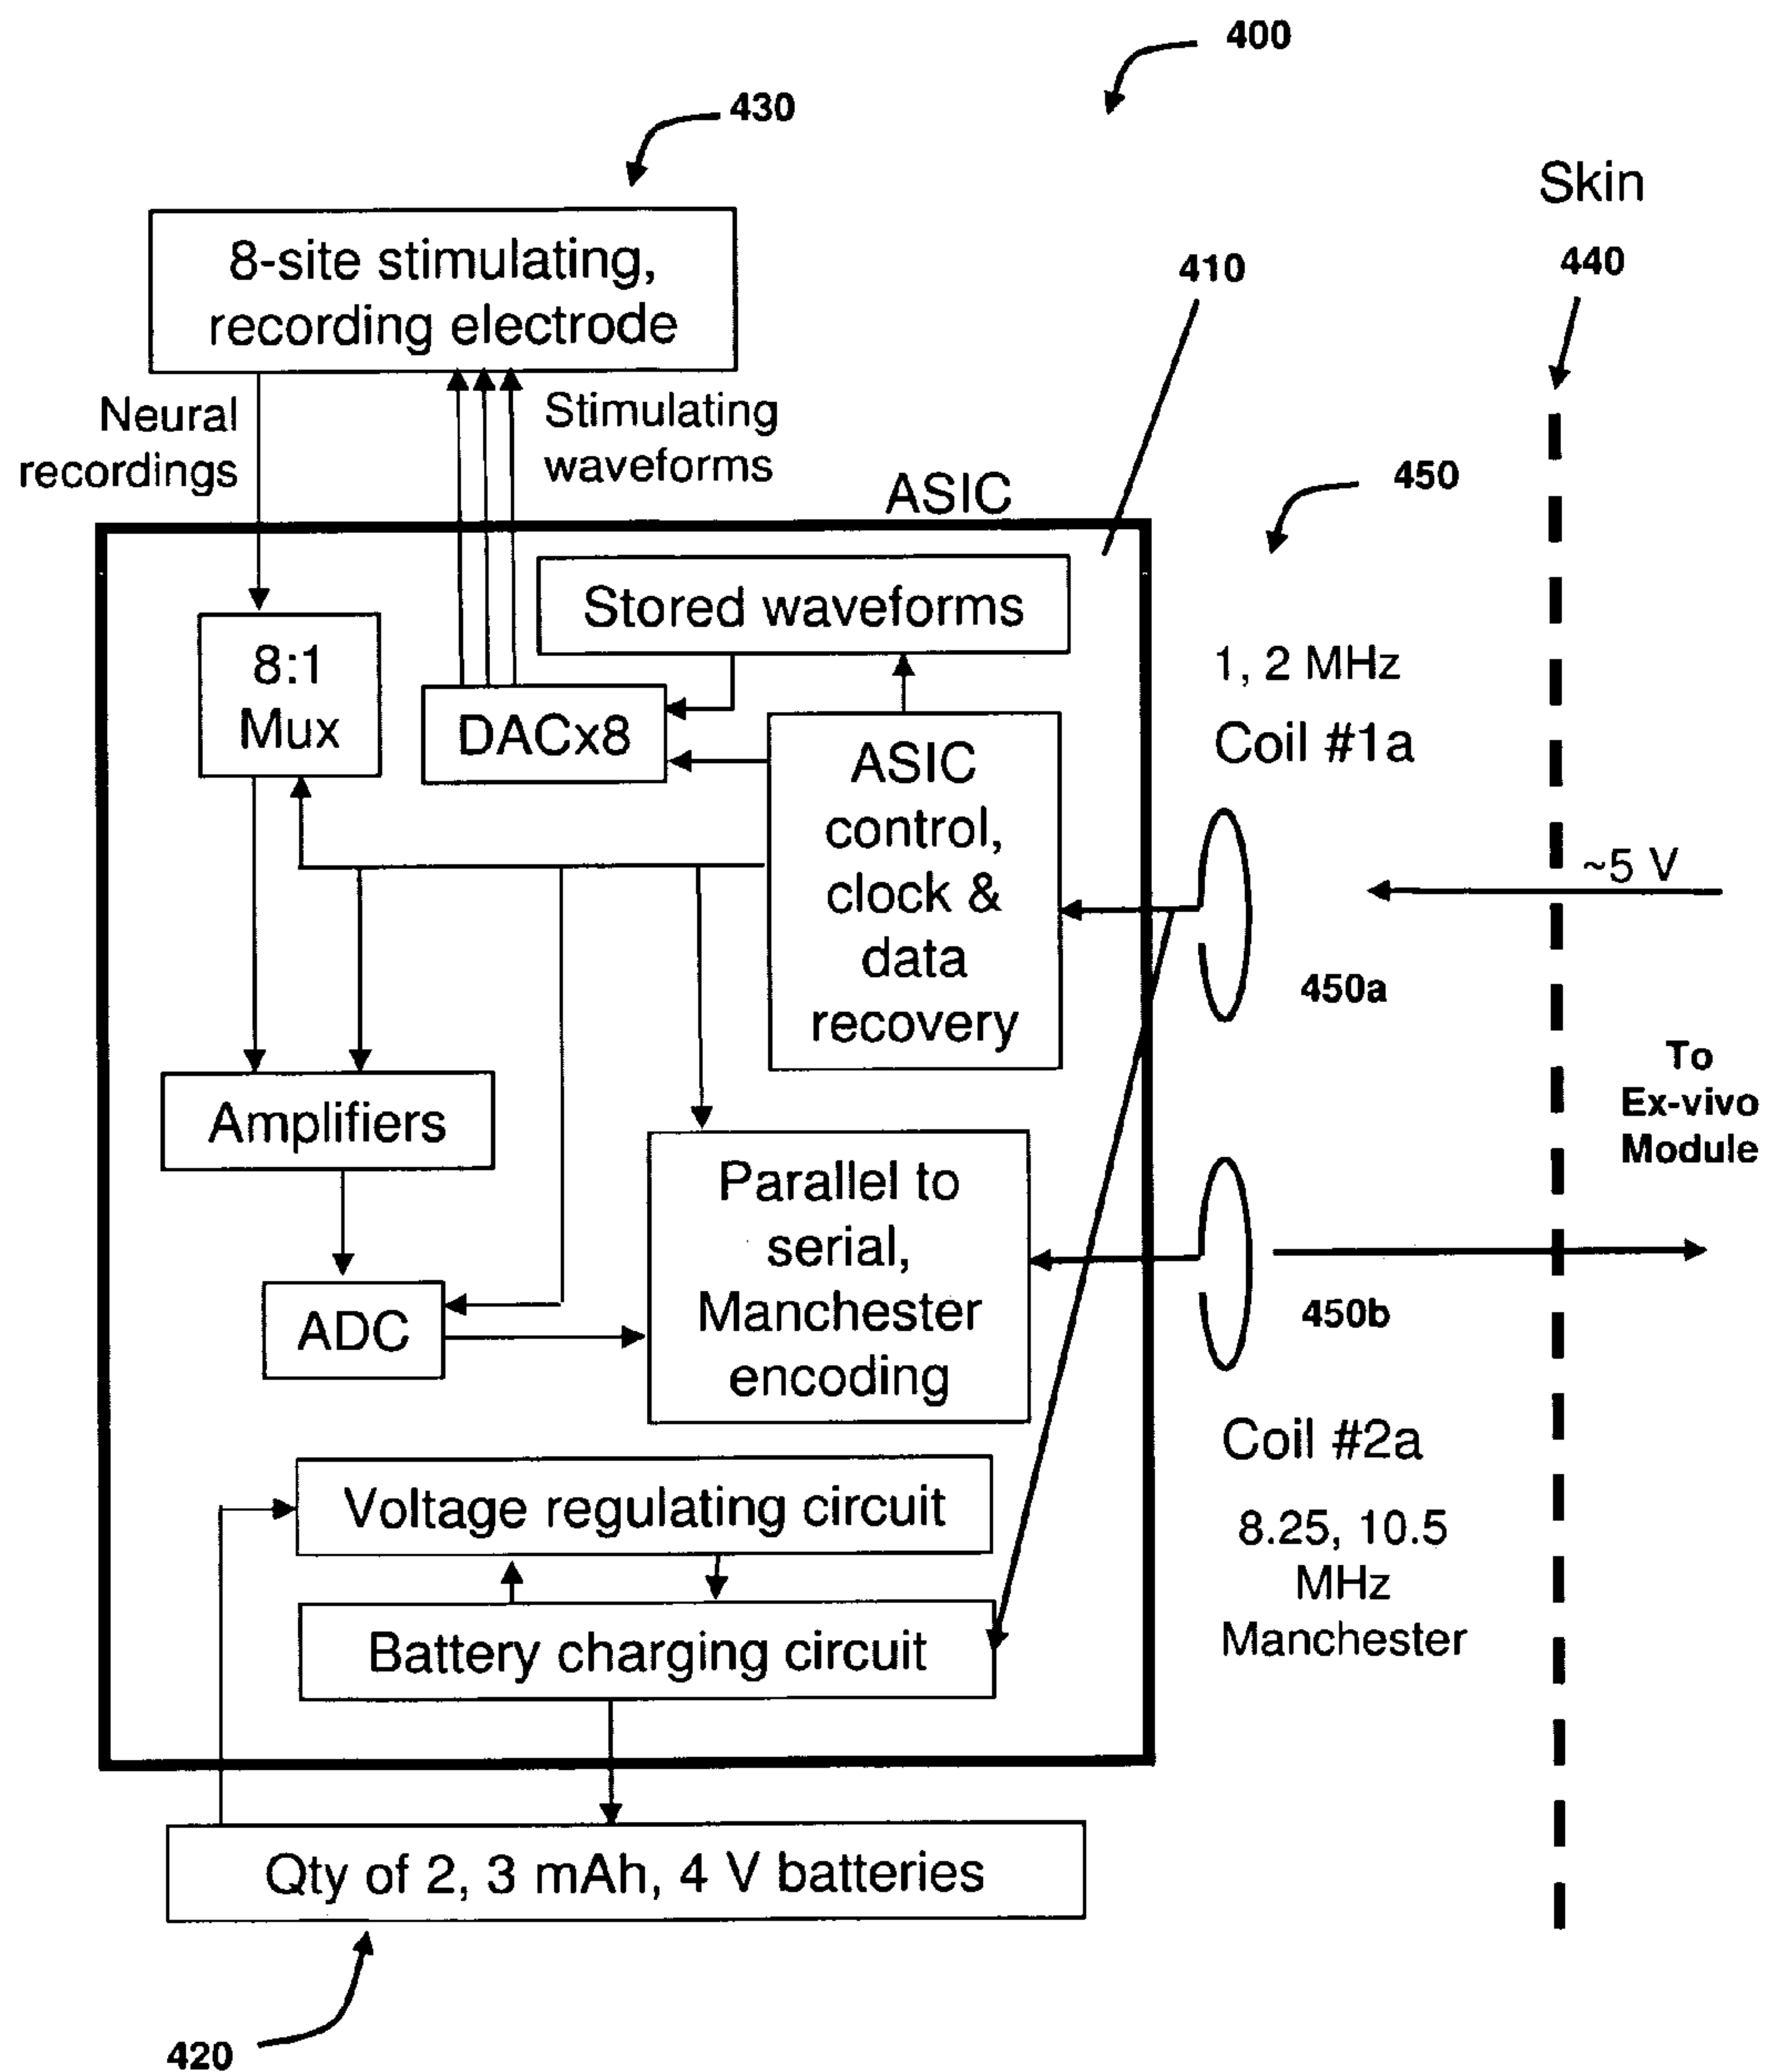 400
430
Skin
440
410
8-site stimulating,
recording electrode
Neural
recordings
Stimulating
waveforms
ASIC
450
Stored waveforms
8:1
Mux
DACx8
ASIC
control,
clock &
data
recovery
1, 2 MHz
Coil #1a
~5 V
450a
To
Ex-vivo
Module
Amplifiers
Parallel to
serial,
Manchester
encoding
ADC
450b
Coil #2a
8.25, 10.5
MHz
Manchester
Voltage regulating circuit
Battery charging circuit
Qty of 2, 3 mAh, 4 V batteries
420